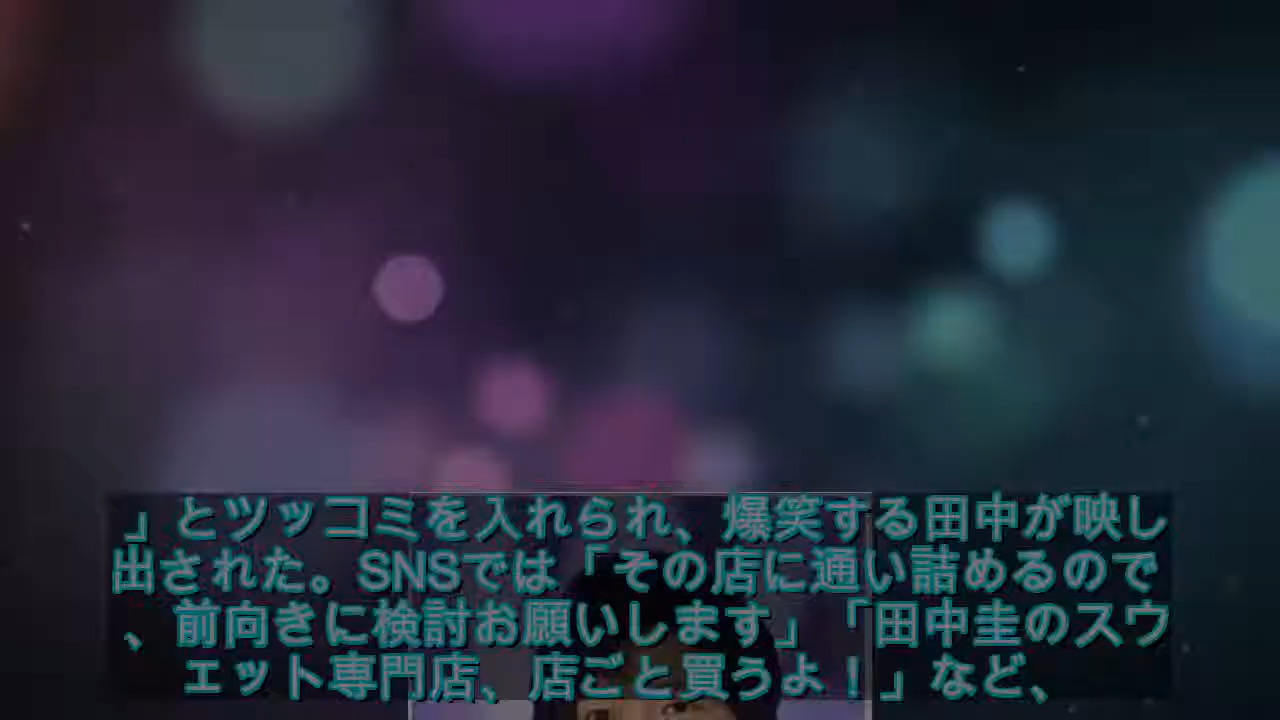 」とツッコミを入れられ、爆笑する田中が映し
出された。SNSでは「その店に通い詰めるので
、前向きに検討お願いします」「田中圭のスウ
ェット専門店、店ごと買うよ！」など、